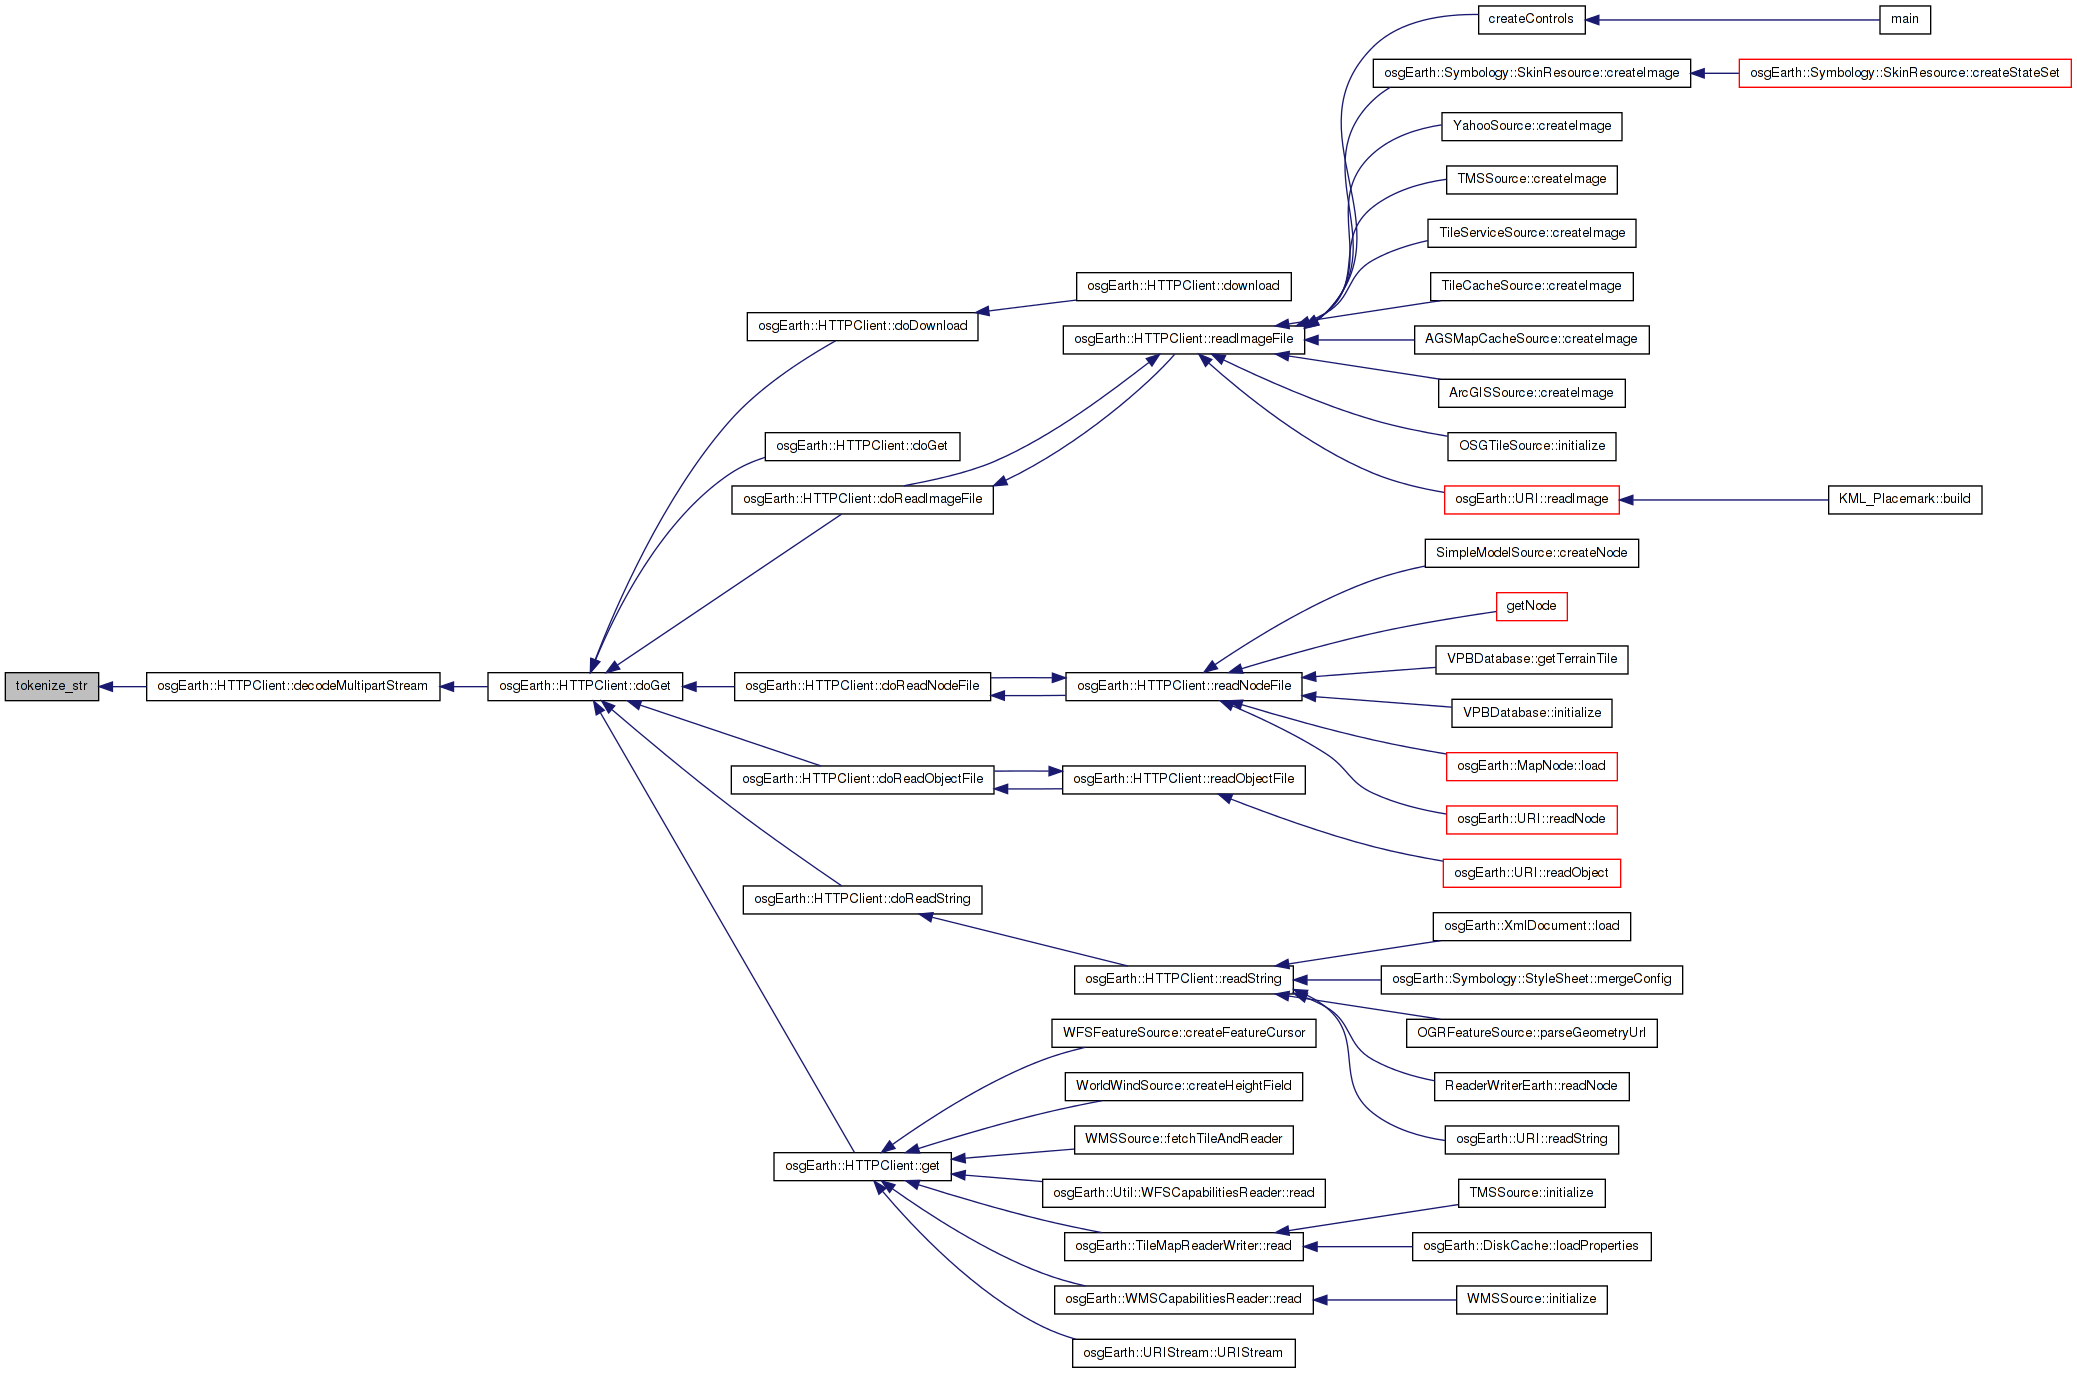 createControls
main
osgEarth::Symbology::SkinResource::createImage
osgEarth::Symbology::SkinResource::createStateSet
YahooSource::createImage
TMSSource::createImage
TileServiceSource::createImage
osgEarth::HTTPClient::download
TileCacheSource::createImage
osgEarth::HTTPClient::doDownload
osgEarth::HTTPClient::readImageFile
AGSMapCacheSource::createImage
ArcGISSource::createImage
osgEarth::HTTPClient::doGet
OSGTileSource::initialize
osgEarth::HTTPClient::doReadImageFile
osgEarth::URI::readImage
KML_Placemark::build
SimpleModelSource::createNode
getNode
VPBDatabase::getTerrainTile
tokenize_str
osgEarth::HTTPClient::decodeMultipartStream
osgEarth::HTTPClient::doGet
osgEarth::HTTPClient::doReadNodeFile
osgEarth::HTTPClient::readNodeFile
VPBDatabase::initialize
osgEarth::MapNode::load
osgEarth::HTTPClient::doReadObjectFile
osgEarth::HTTPClient::readObjectFile
osgEarth::URI::readNode
osgEarth::URI::readObject
osgEarth::HTTPClient::doReadString
osgEarth::XmlDocument::load
osgEarth::HTTPClient::readString
osgEarth::Symbology::StyleSheet::mergeConfig
WFSFeatureSource::createFeatureCursor
OGRFeatureSource::parseGeometryUrl
WorldWindSource::createHeightField
ReaderWriterEarth::readNode
WMSSource::fetchTileAndReader
osgEarth::URI::readString
osgEarth::HTTPClient::get
osgEarth::Util::WFSCapabilitiesReader::read
TMSSource::initialize
osgEarth::TileMapReaderWriter::read
osgEarth::DiskCache::loadProperties
osgEarth::WMSCapabilitiesReader::read
WMSSource::initialize
osgEarth::URIStream::URIStream